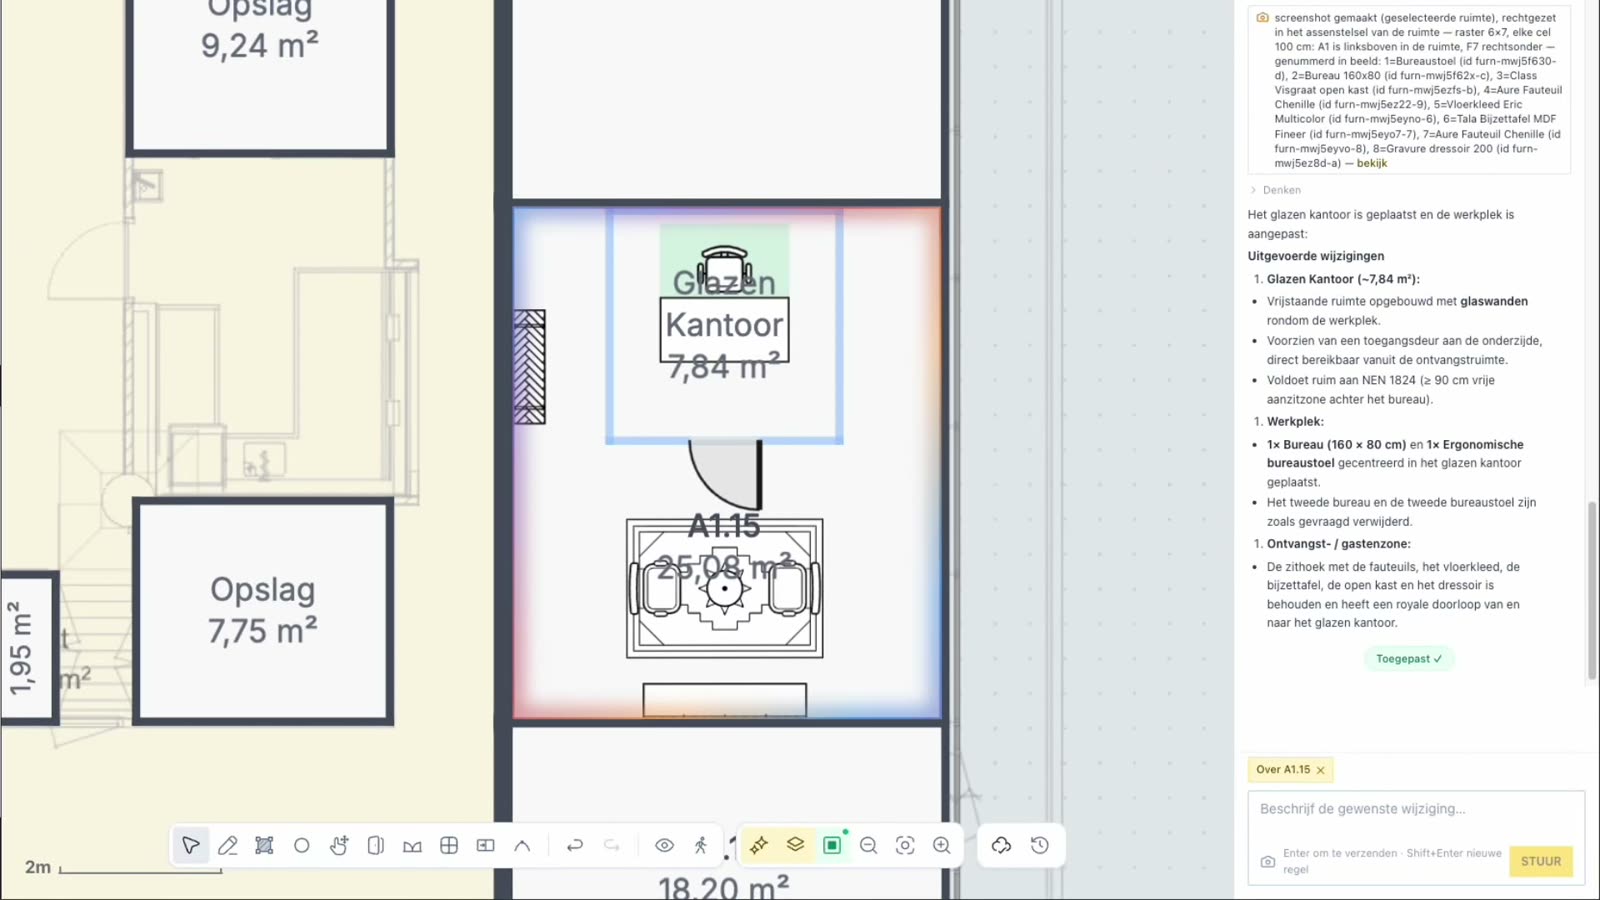 Opslag
9,24 m²
Glazen
Kantoor
7,84 m²
A1.15
25,08 m²
Opslag
7,75 m²
1,95 m²
t
m²
18,20 m²
2m
screenshot gemaakt (geselecteerde ruimte), rechtgezet
in het assenstelsel van de ruimte — raster 6×7, elke cel
100 cm: A1 is linksboven in de ruimte, F7 rechtsonder —
genummerd in beeld: 1=Bureaustoel (id furn-mwj5f630-
d), 2=Bureau 160x80 (id furn-mwj5f62x-c), 3=Class
Visgraat open kast (id furn-mwj5ezfs-b), 4=Aure Fauteuil
Chenille (id furn-mwj5ez22-9), 5=Vloerkleed Eric
Multicolor (id furn-mwj5eyno-6), 6=Tala Bijzettafel MDF
Fineer (id furn-mwj5eyo7-7), 7=Aure Fauteuil Chenille (id
furn-mwj5eyvo-8), 8=Gravure dressoir 200 (id furn-
mwj5ez8d-a) — bekijk
Denken
Het glazen kantoor is geplaatst en de werkplek is
aangepast:
Uitgevoerde wijzigingen
1. Glazen Kantoor (~7,84 m²):
• Vrijstaande ruimte opgebouwd met glaswanden
rondom de werkplek.
• Voorzien van een toegangsdeur aan de onderzijde,
direct bereikbaar vanuit de ontvangstruimte.
• Voldoet ruim aan NEN 1824 (≥ 90 cm vrije
aanzitzone achter het bureau).
1. Werkplek:
• 1× Bureau (160 × 80 cm) en 1× Ergonomische
bureaustoel gecentreerd in het glazen kantoor
geplaatst.
• Het tweede bureau en de tweede bureaustoel zijn
zoals gevraagd verwijderd.
1. Ontvangst- / gastenzone:
• De zithoek met de fauteuils, het vloerkleed, de
bijzettafel, de open kast en het dressoir is
behouden en heeft een royale doorloop van en
naar het glazen kantoor.
Toegepast ✓
Over A1.15 ×
Beschrijf de gewenste wijziging...
Enter om te verzenden · Shift+Enter nieuwe
regel
STUUR